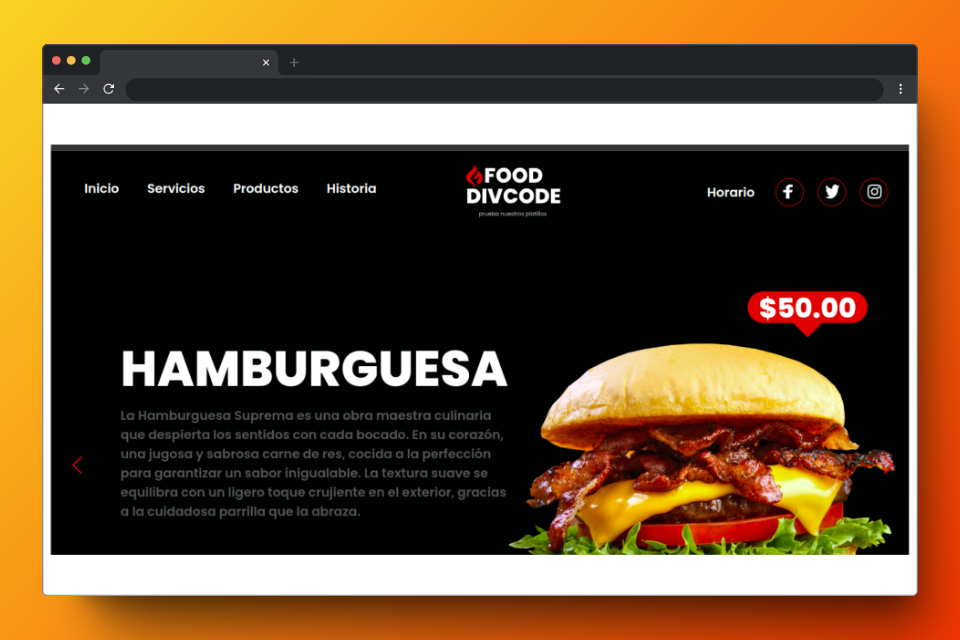 Inicio Servicios Productos Historia
FOOD
DIVCODE
prueba nuestros platillos
Horario
$50.00
HAMBURGUESA
La Hamburguesa Suprema es una obra maestra culinaria
que despierta los sentidos con cada bocado. En su corazón,
una jugosa y sabrosa carne de res, cocida a la perfección
para garantizar un sabor inigualable. La textura suave se
equilibra con un ligero toque crujiente en el exterior, gracias
a la cuidadosa parrilla que la abraza.